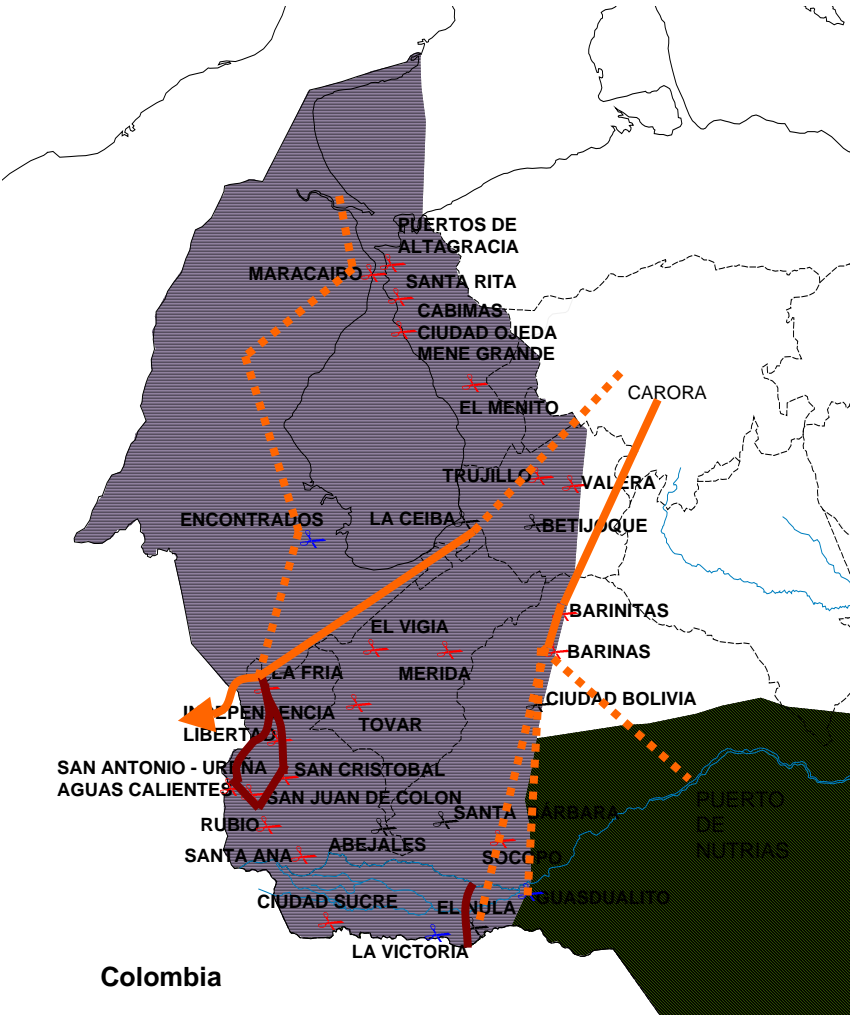 PUERTOS DE
ALTAGRACIA
MARACAIBO
SANTA RITA
CABIMAS
CIUDAD OJEDA
MENE GRANDE
EL MENITO
CARORA
TRUJILLO
VALERA
ENCONTRADOS
LA CEIBA
BETIJOQUE
BARINITAS
EL VIGIA
BARINAS
MERIDA
LA FRIA
CIUDAD BOLIVIA
INDEPENDENCIA
LIBERTAD
TOVAR
SAN ANTONIO - UREÑA
AGUAS CALIENTES
SAN CRISTOBAL
SAN JUAN DE COLON
PUERTO
DE
NUTRIAS
SANTA BÁRBARA
RUBIO
ABEJALES
SANTA ANA
SOCOPO
CIUDAD SUCRE
EL NULA
GUASDUALITO
LA VICTORIA
Colombia